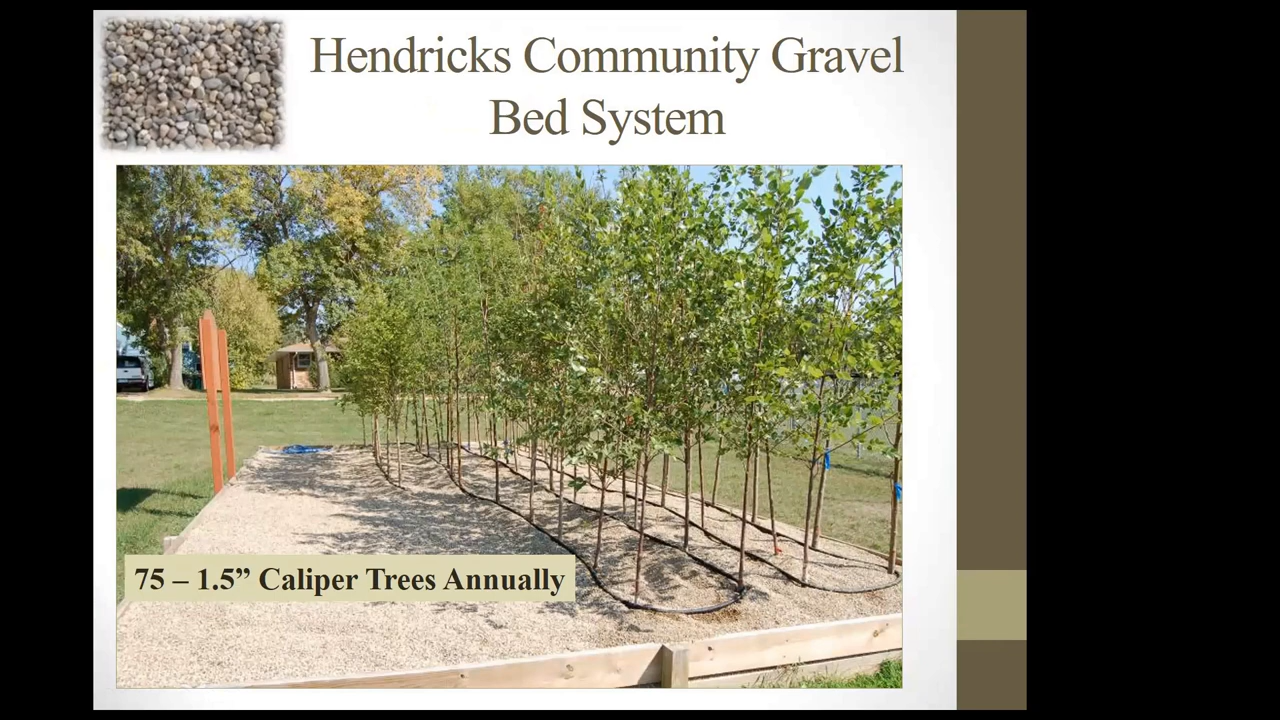 Hendricks Community Gravel
Bed System
75 – 1.5” Caliper Trees Annually